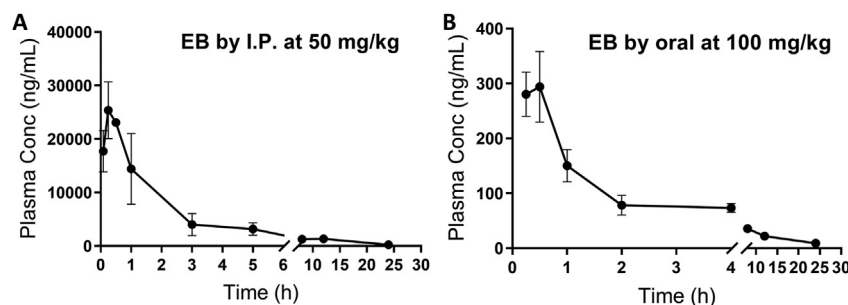 A
EB by I.P. at 50 mg/kg
Plasma Conc (ng/mL)
40000
30000
20000
10000
0
0 1 2 3 4 5 6 10 15 20 25 30
Time (h)
B
EB by oral at 100 mg/kg
Plasma Conc (ng/mL)
400
300
200
100
0
0 1 2 3 4 10 15 20 25 30
Time (h)